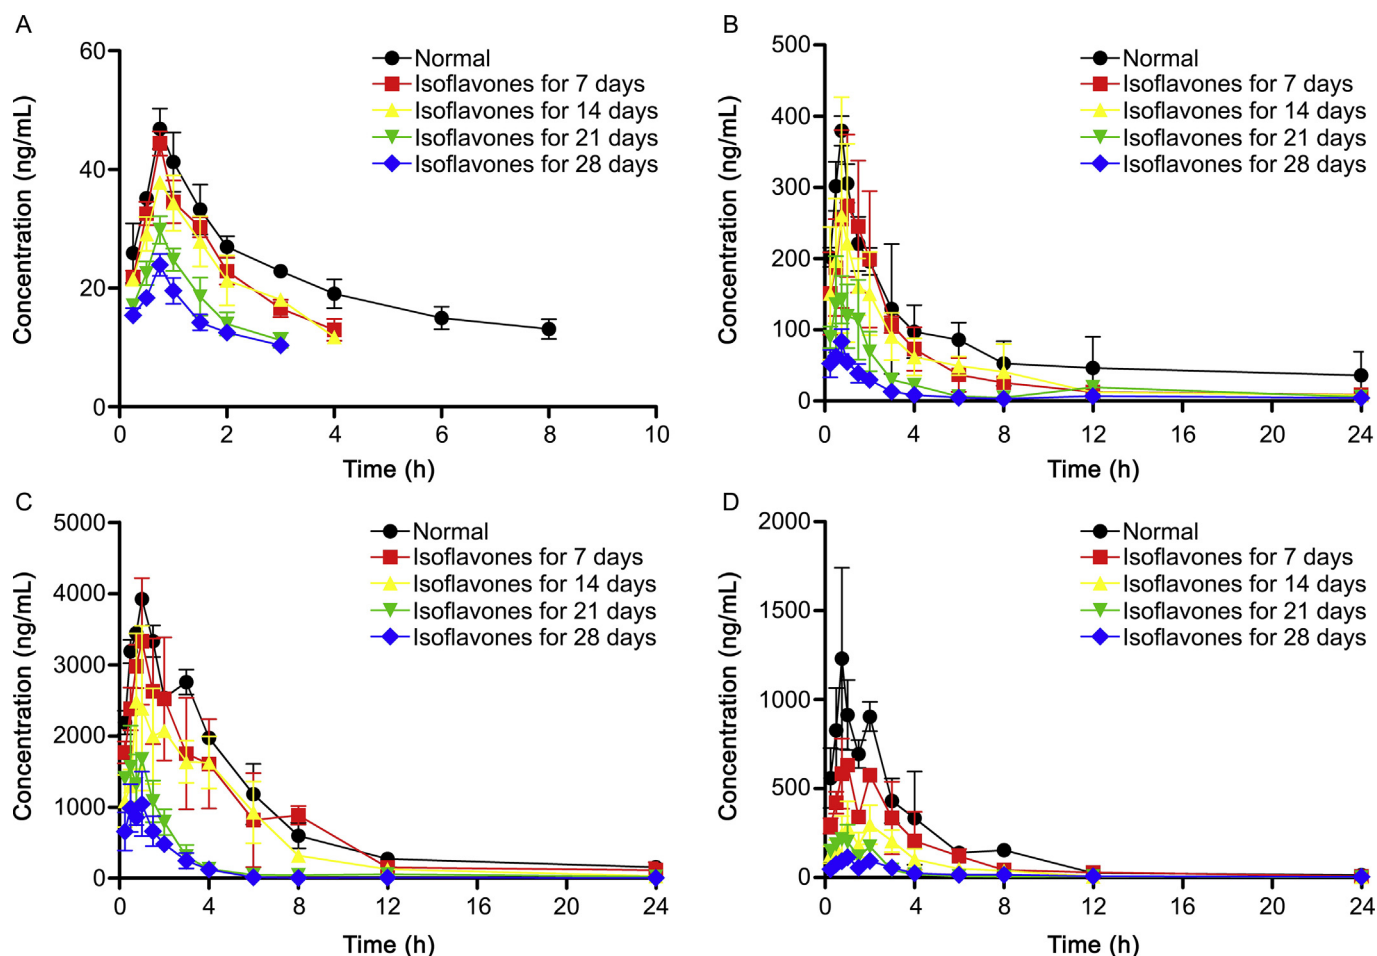 A
Concentration (ng/mL)
60
40
20
0
0 2 4 6 8 10
Time (h)
Normal
Isoflavones for 7 days
Isoflavones for 14 days
Isoflavones for 21 days
Isoflavones for 28 days
B
Concentration (ng/mL)
500
400
300
200
100
0
0 4 8 12 16 20 24
Time (h)
Normal
Isoflavones for 7 days
Isoflavones for 14 days
Isoflavones for 21 days
Isoflavones for 28 days
C
Concentration (ng/mL)
5000
4000
3000
2000
1000
0
0 4 8 12 16 20 24
Time (h)
Normal
Isoflavones for 7 days
Isoflavones for 14 days
Isoflavones for 21 days
Isoflavones for 28 days
D
Concentration (ng/mL)
2000
1500
1000
500
0
0 4 8 12 16 20 24
Time (h)
Normal
Isoflavones for 7 days
Isoflavones for 14 days
Isoflavones for 21 days
Isoflavones for 28 days